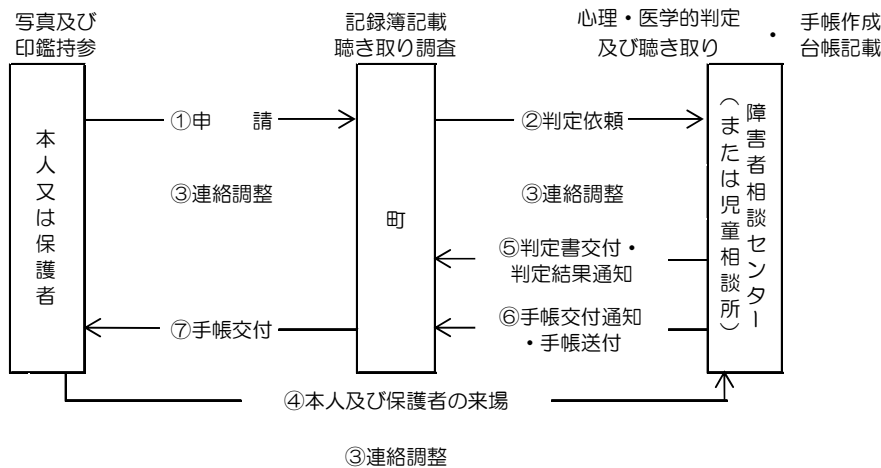 写真及び
印鑑持参
記録簿記載
聴き取り調査
心理・医学的判定
及び聴き取り
・
手帳作成
台帳記載
本人又は保護者
①申　　請
③連絡調整
⑦手帳交付
町
②判定依頼
③連絡調整
⑤判定書交付・
判定結果通知
⑥手帳交付通知
・手帳送付
障害者相談センター
（または児童相談所）
④本人及び保護者の来場
③連絡調整